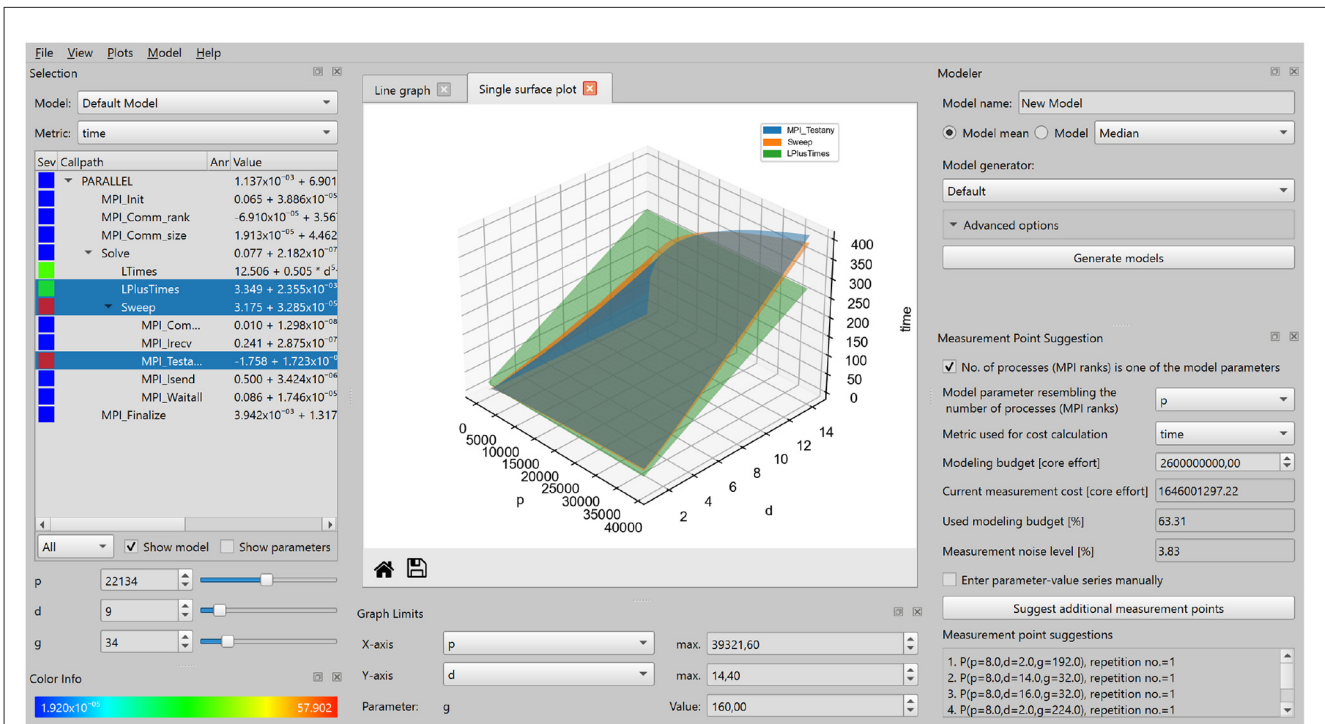 File View Plots Model Help
Selection
Model: Default Model
Metric: time
Sev Callpath Anr Value
PARALLEL 1.137x10⁻⁰³ + 6.901
MPI_Init 0.065 + 3.886x10⁻⁰⁵
MPI_Comm_rank -6.910x10⁻⁰⁵ + 3.56
MPI_Comm_size 1.913x10⁻⁰⁵ + 4.462
Solve 0.077 + 2.182x10⁻⁰⁷
LTimes 12.506 + 0.505 * d⁵
LPlusTimes 3.349 + 2.355x10⁻⁰³
Sweep 3.175 + 3.285x10⁻⁰⁵
MPI_Com... 0.010 + 1.298x10⁻⁰⁸
MPI_Irecv 0.241 + 2.875x10⁻⁰⁷
MPI_Testa... -1.758 + 1.723x10⁻⁰
MPI_Isend 0.500 + 3.424x10⁻⁰⁶
MPI_Waitall 0.086 + 1.746x10⁻⁰⁵
MPI_Finalize 3.942x10⁻⁰³ + 1.317
All Show model Show parameters
p 22134
d 9
g 34
Color Info
1.920x10⁻⁰⁵ 57.902
Line graph Single surface plot
MPI_Testany
Sweep
LPlusTimes
400
350
300
250
200
150
100
50
0
time
0
5000
10000
15000
20000
25000
30000
35000
40000
p
2
4
6
8
10
12
14
d
Graph Limits
X-axis p max. 39321,60
Y-axis d max. 14,40
Parameter: g Value: 160,00
Modeler
Model name: New Model
Model mean Model Median
Model generator:
Default
Advanced options
Generate models
Measurement Point Suggestion
No. of processes (MPI ranks) is one of the model parameters
Model parameter resembling the
number of processes (MPI ranks) p
Metric used for cost calculation time
Modeling budget [core effort] 2600000000,00
Current measurement cost [core effort] 1646001297.22
Used modeling budget [%] 63.31
Measurement noise level [%] 3.83
Enter parameter-value series manually
Suggest additional measurement points
Measurement point suggestions
1. P(p=8.0,d=2.0,g=192.0), repetition no.=1
2. P(p=8.0,d=14.0,g=32.0), repetition no.=1
3. P(p=8.0,d=16.0,g=32.0), repetition no.=1
4. P(p=8.0,d=2.0,g=224.0), repetition no.=1